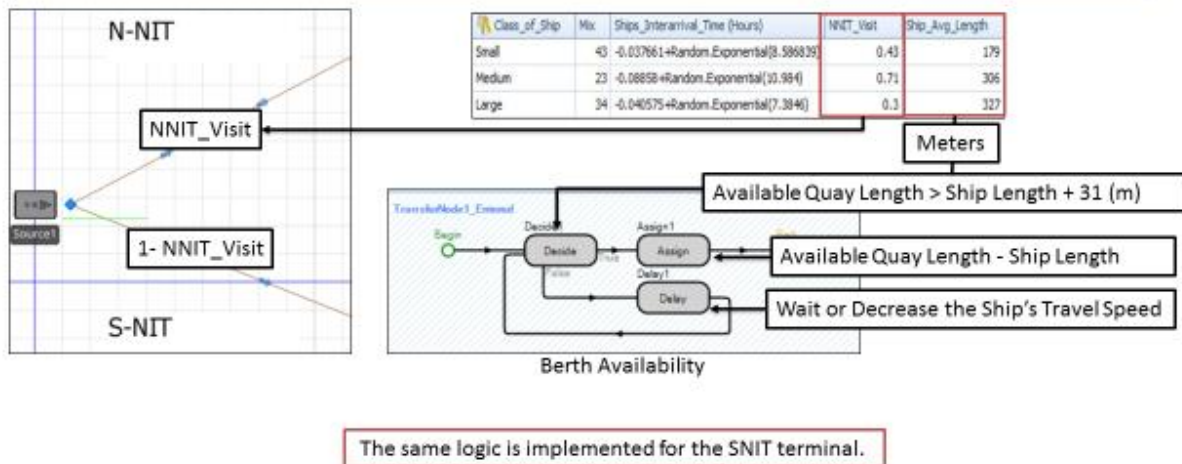 N-NIT
NNIT_Visit
Source1
1- NNIT_Visit
S-NIT
Class_of_Ship Mix Ships_Interarrival_Time (Hours) NNIT_Visit Ship_Avg_Length
Small 43 -0.037661+Random.Exponential(8.586839) 0.43 179
Medium 23 -0.08858+Random.Exponential(10.984) 0.71 306
Large 34 -0.040575+Random.Exponential(7.3846) 0.3 327
Meters
Available Quay Length > Ship Length + 31 (m)
TransferNode1_Entered
Begin
Decide
True
False
Assign1
Assign
Available Quay Length - Ship Length
Delay1
Delay
Wait or Decrease the Ship's Travel Speed
Berth Availability
The same logic is implemented for the SNIT terminal.